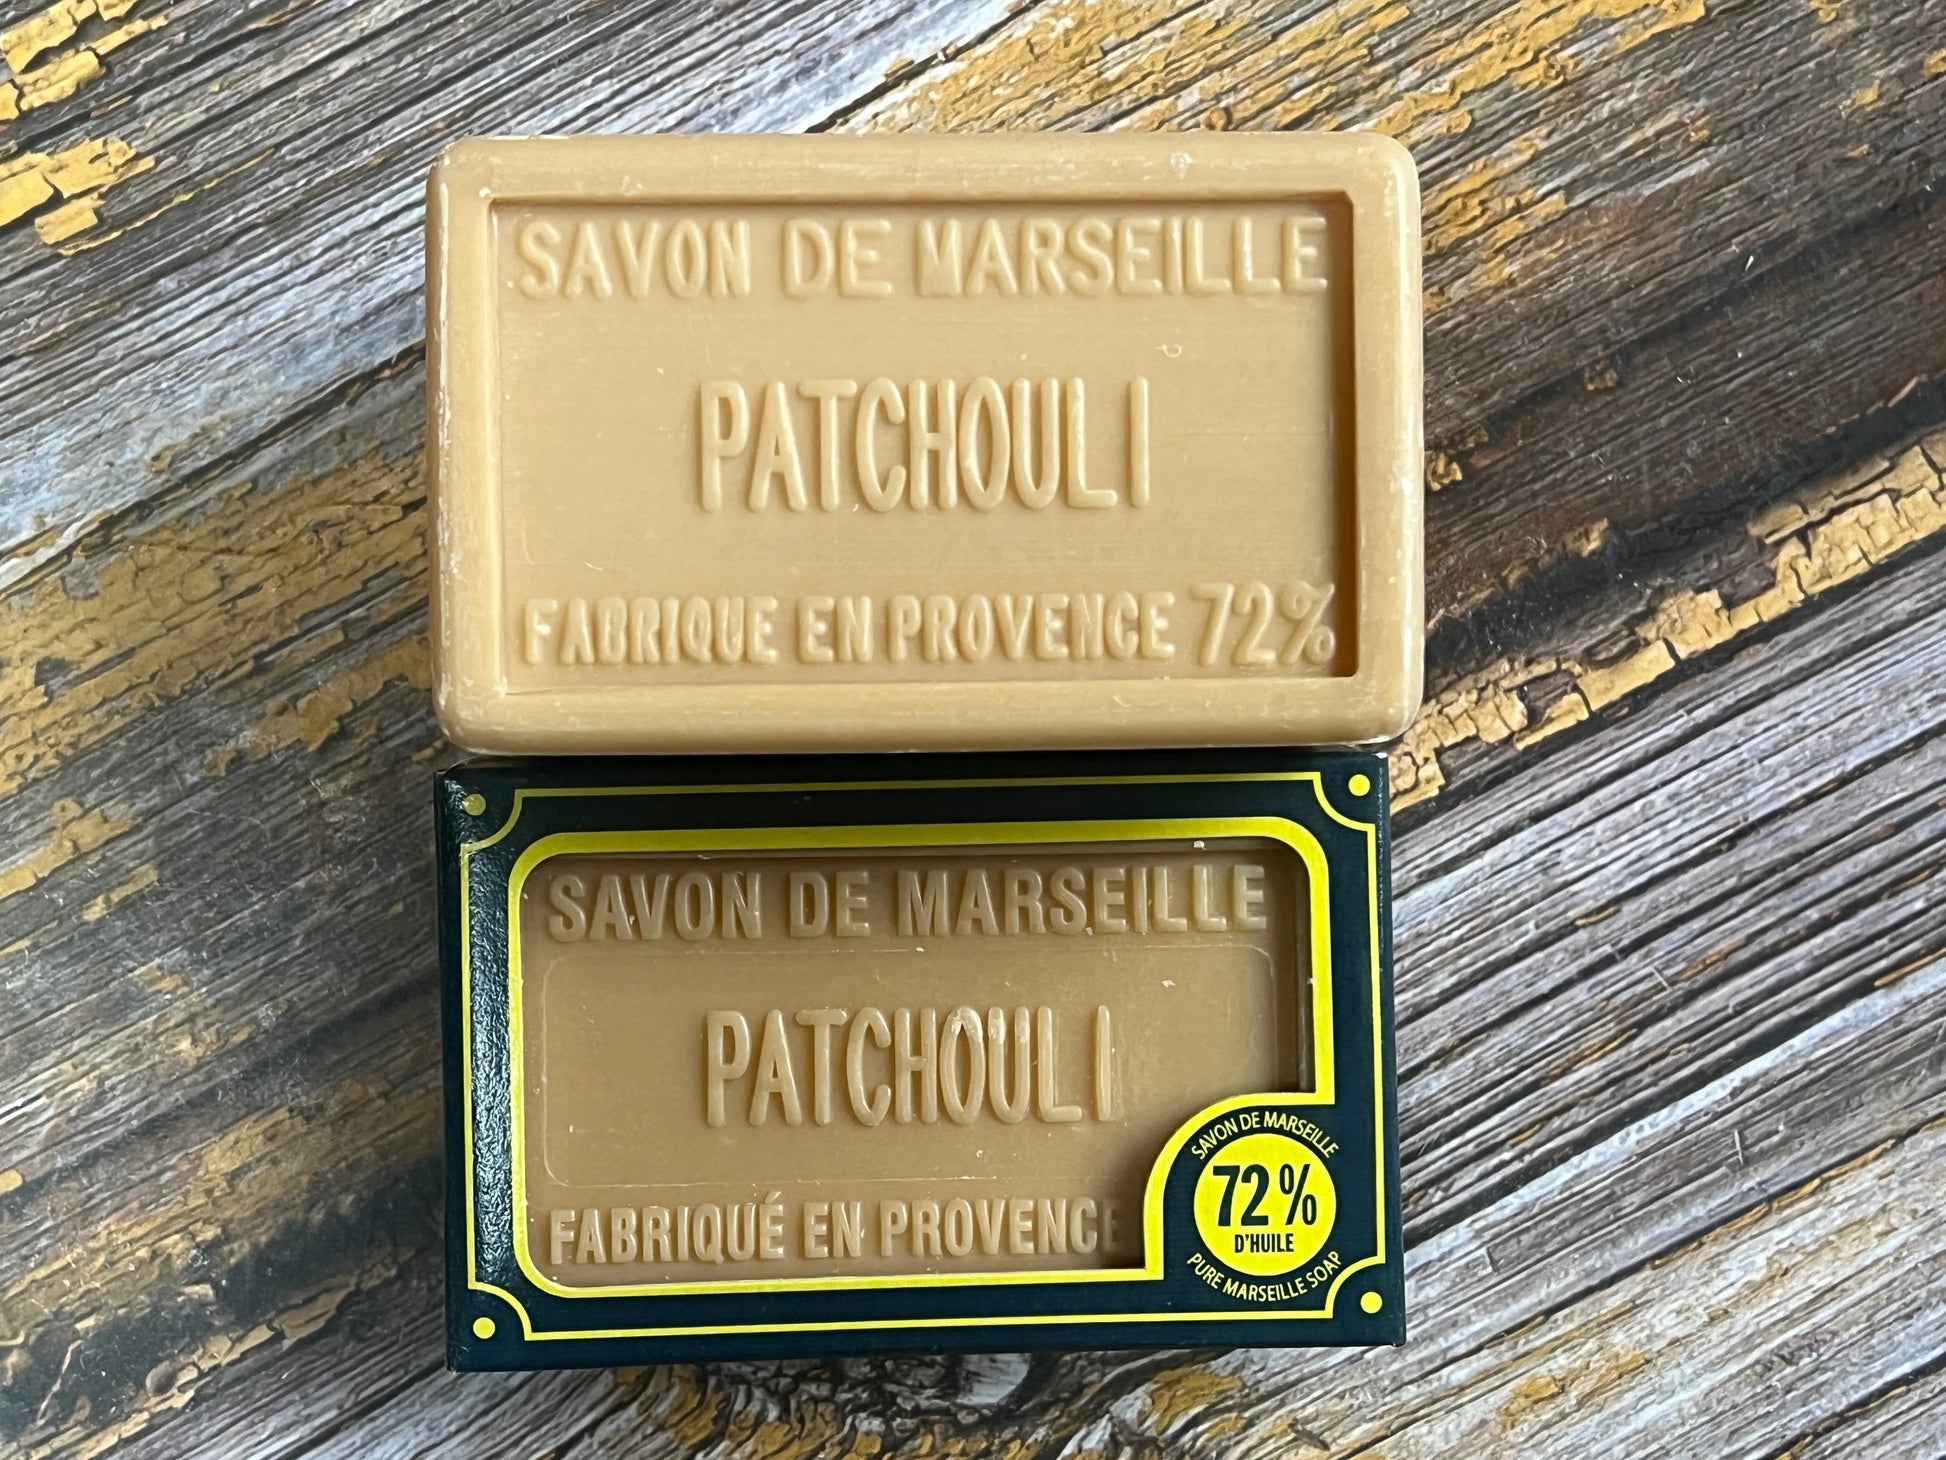 SAVON DE MARSEILLE
PATCHOULI
FABRIQUE EN PROVENCE 72%
SAVON DE MARSEILLE
PATCHOULI
FABRIQUÉ EN PROVENCE
SAVON DE MARSEILLE
72%
D'HUILE
PURE MARSEILLE SOAP